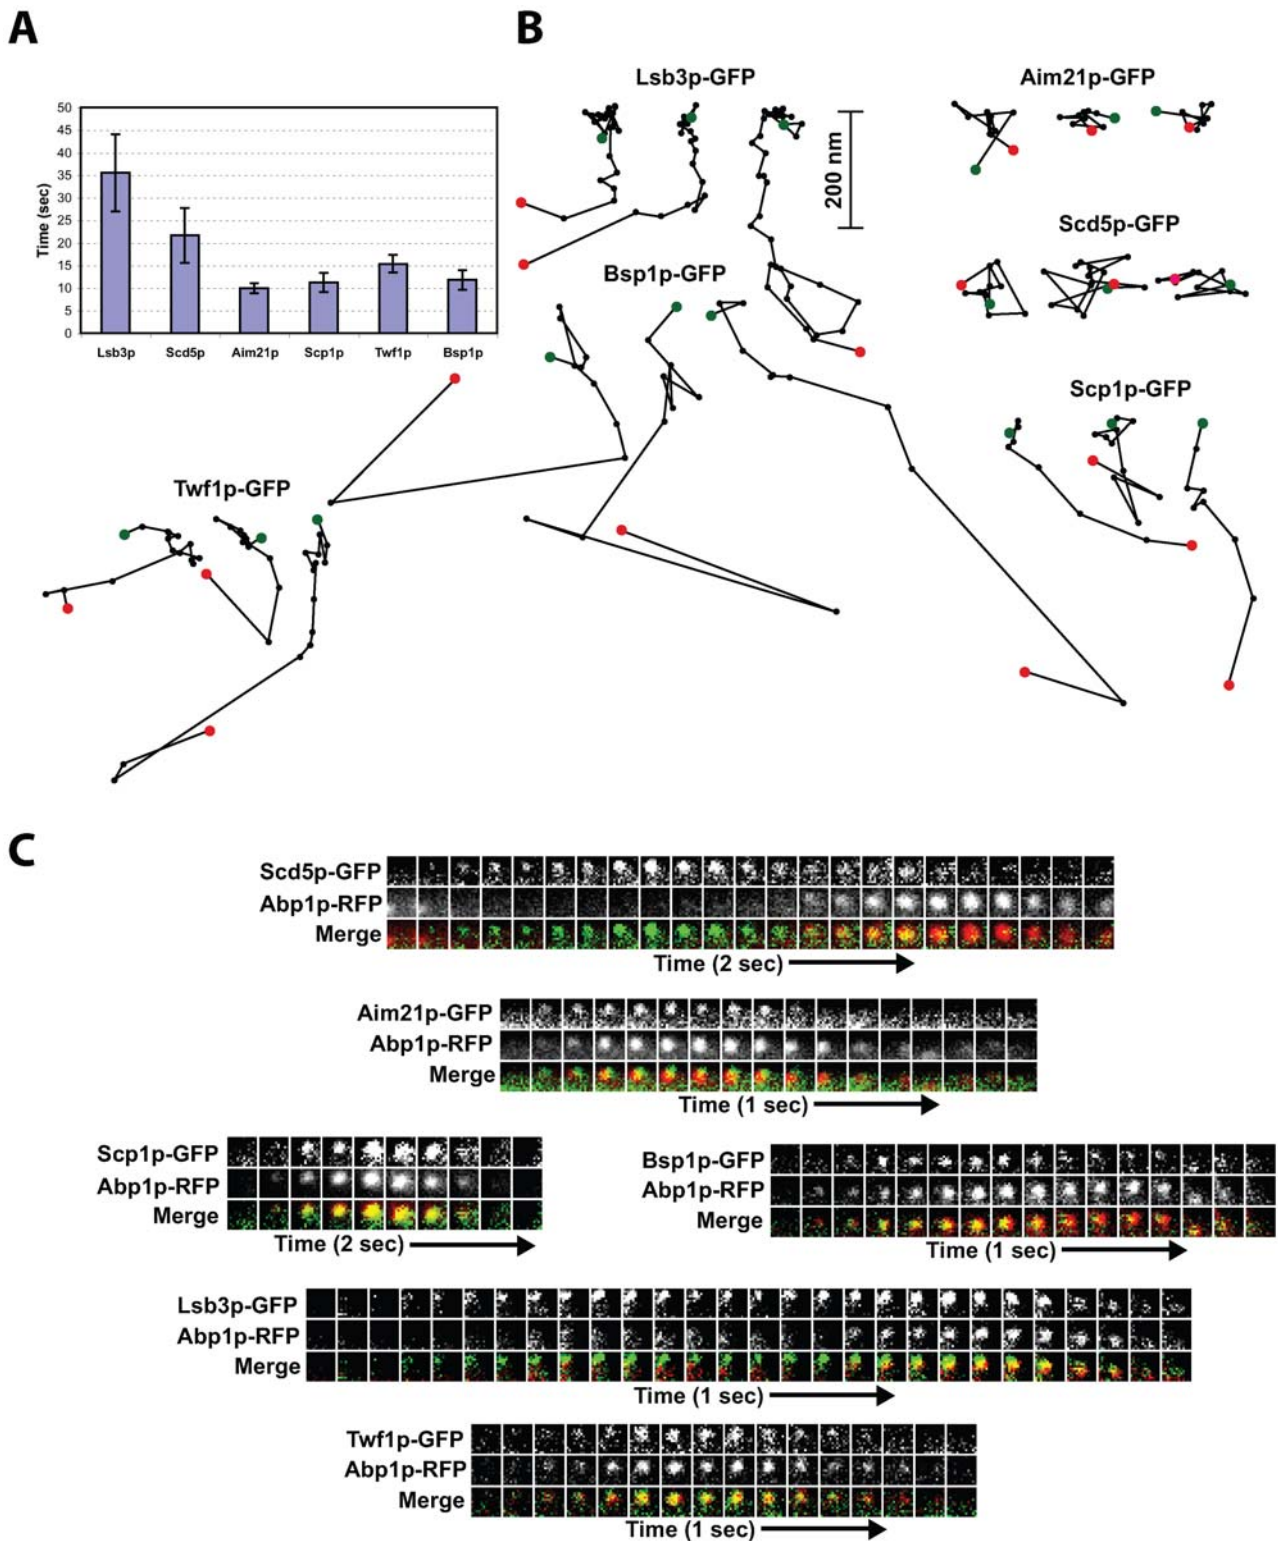 A
B
Lsb3p-GFP
Aim21p-GFP
50
45
40
35
30
25
20
15
10
5
0
Time (sec)
Lsb3p Scd5p Aim21p Scp1p Twf1p Bsp1p
200 nm
Scd5p-GFP
Bsp1p-GFP
Scp1p-GFP
Twf1p-GFP
C
Scd5p-GFP
Abp1p-RFP
Merge
Time (2 sec)
Aim21p-GFP
Abp1p-RFP
Merge
Time (1 sec)
Scp1p-GFP
Abp1p-RFP
Merge
Time (2 sec)
Bsp1p-GFP
Abp1p-RFP
Merge
Time (1 sec)
Lsb3p-GFP
Abp1p-RFP
Merge
Time (1 sec)
Twf1p-GFP
Abp1p-RFP
Merge
Time (1 sec)